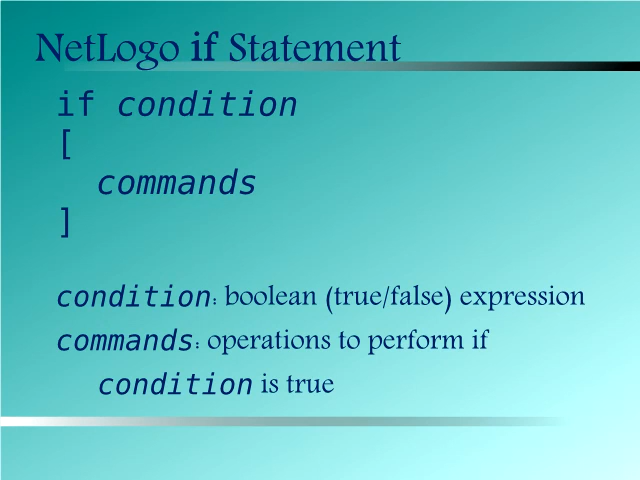 NetLogo if Statement
if condition
[
commands
]
condition: boolean (true/false) expression
commands: operations to perform if
condition is true